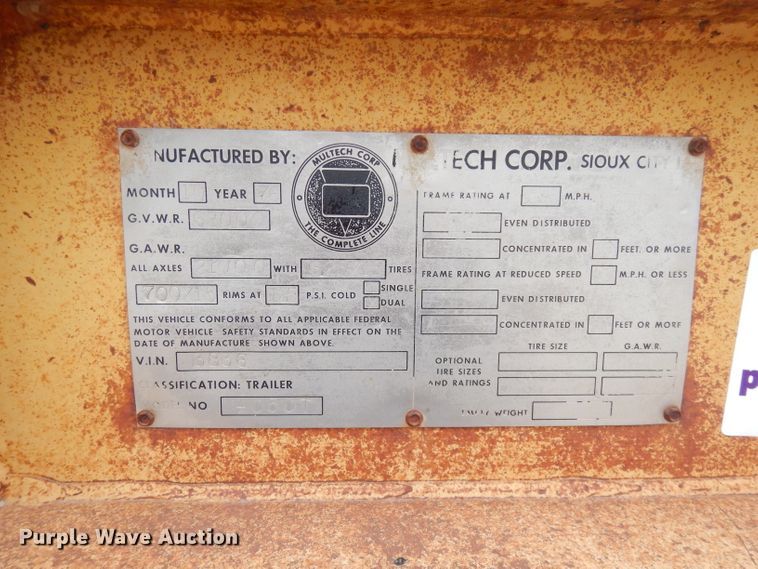 NUFACTURED BY:
MULTECH CORP
THE COMPLETE LINE
TECH CORP. SIOUX CITY
MONTH YEAR
G.V.W.R.
G.A.W.R.
ALL AXLES WITH TIRES
RIMS AT P.S.I. COLD SINGLE
DUAL
THIS VEHICLE CONFORMS TO ALL APPLICABLE FEDERAL
MOTOR VEHICLE SAFETY STANDARDS IN EFFECT ON THE
DATE OF MANUFACTURE SHOWN ABOVE.
V.I.N.
CLASSIFICATION: TRAILER
NO
FRAME RATING AT M.P.H.
EVEN DISTRIBUTED
CONCENTRATED IN FEET. OR MORE
FRAME RATING AT REDUCED SPEED M.P.H. OR LESS
EVEN DISTRIBUTED
CONCENTRATED IN FEET OR MORE
TIRE SIZE G.A.W.R.
OPTIONAL
TIRE SIZES
AND RATINGS
EMPTY WEIGHT
p
Purple Wave Auction